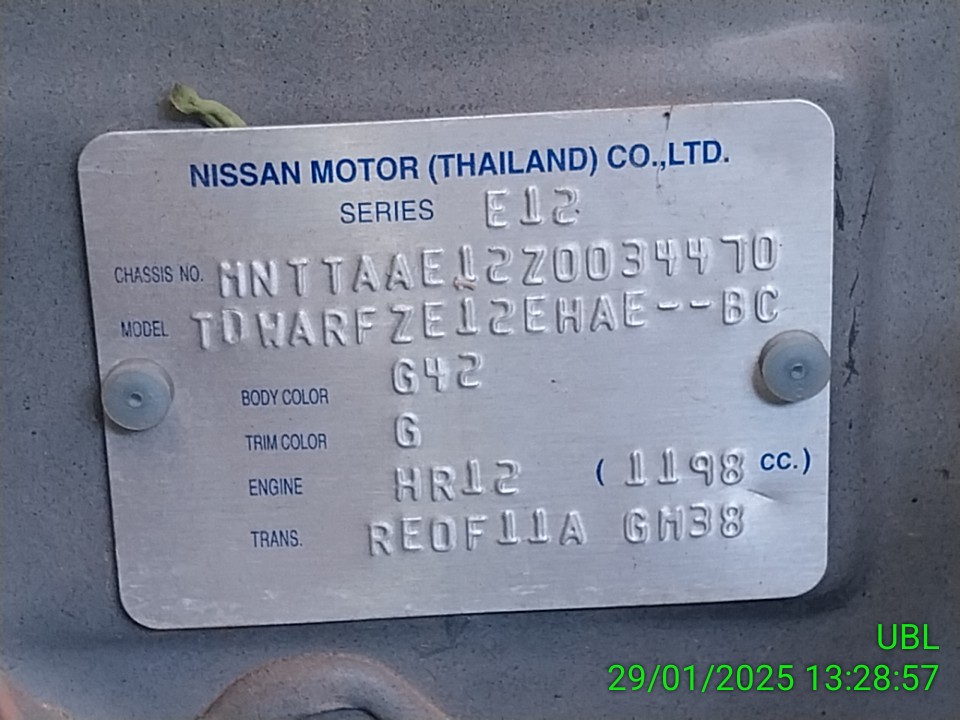 NISSAN MOTOR (THAILAND) CO.,LTD.
SERIES E12
CHASSIS NO. MNTTAAE12Z0034470
MODEL TDWARFZE12EHAE--BC
BODY COLOR G42
TRIM COLOR G
ENGINE HR12 (1198 CC.)
TRANS. RE0F11A GH38
UBL
29/01/2025 13:28:57